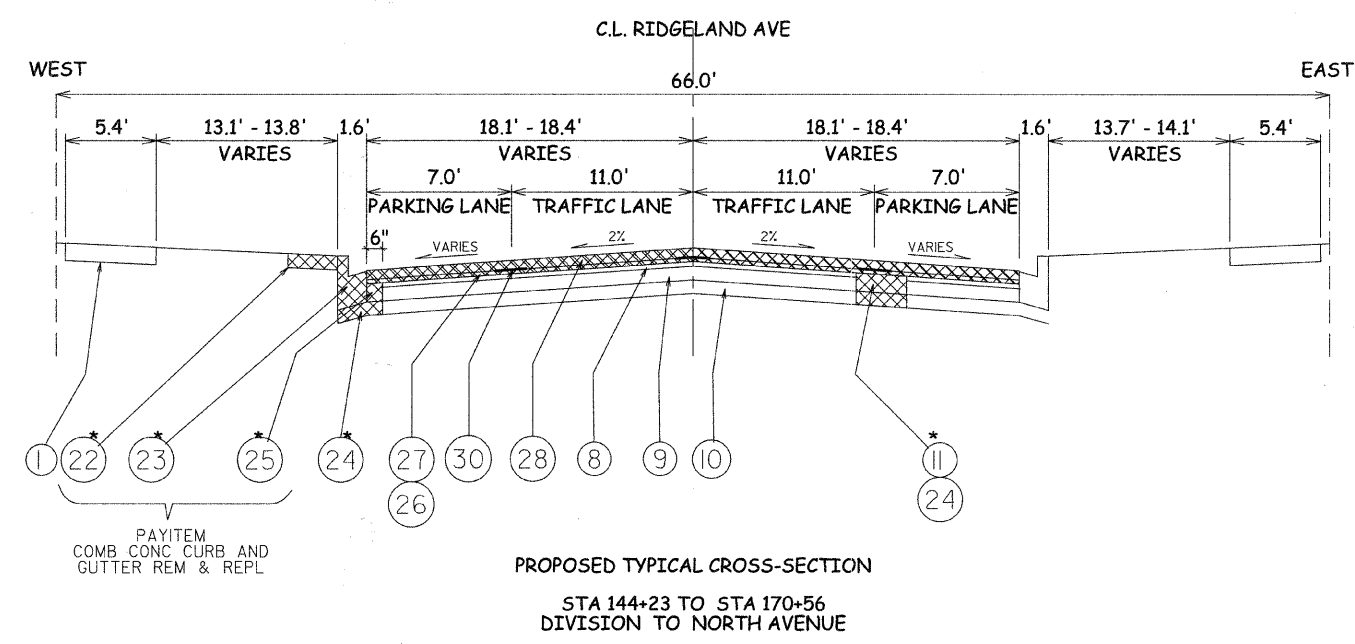 C.L. RIDGELAND AVE
WEST
EAST
66.0'
5.4'
13.1' - 13.8'
VARIES
1.6'
18.1' - 18.4'
VARIES
18.1' - 18.4'
VARIES
1.6'
13.7' - 14.1'
VARIES
5.4'
7.0'
PARKING LANE
11.0'
TRAFFIC LANE
11.0'
TRAFFIC LANE
7.0'
PARKING LANE
6"
VARIES
2%
2%
VARIES
1
*
22
*
23
*
25
*
24
27
26
30
28
8
9
10
*
11
24
PAYITEM
COMB CONC CURB AND
GUTTER REM & REPL
PROPOSED TYPICAL CROSS-SECTION
STA 144+23 TO STA 170+56
DIVISION TO NORTH AVENUE